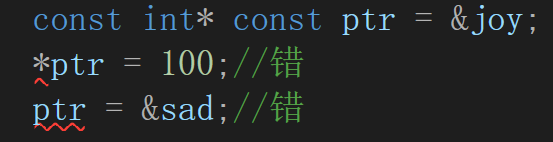 const int* const ptr = &joy;
*ptr = 100;//错
ptr = &sad;//错